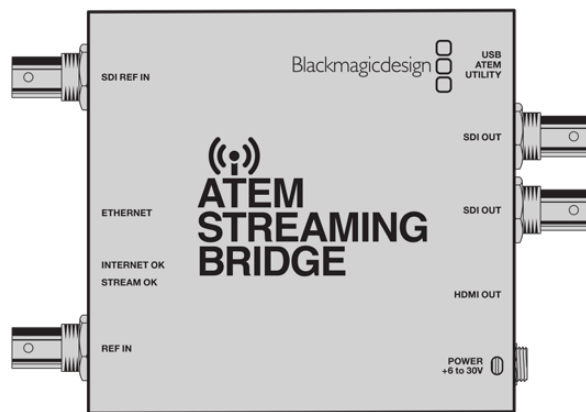 SDI REF IN
ETHERNET
INTERNET OK
STREAM OK
REF IN
Blackmagicdesign
ATEM
STREAMING
BRIDGE
USB
ATEM
UTILITY
SDI OUT
SDI OUT
HDMI OUT
POWER
+6 to 30V